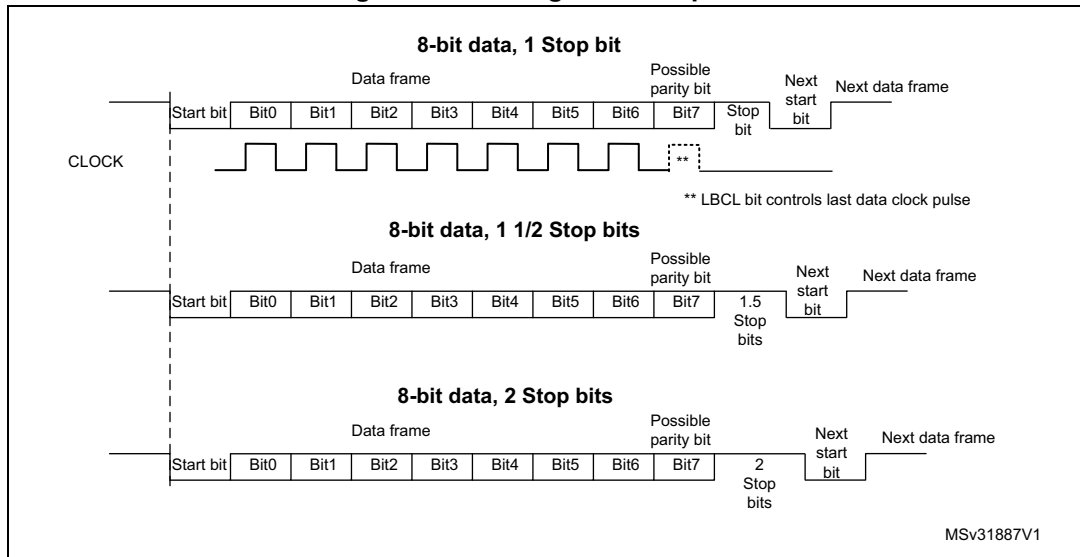 8-bit data, 1 Stop bit
Data frame
Possible
parity bit
Next
start
bit
Next data frame
Start bit Bit0 Bit1 Bit2 Bit3 Bit4 Bit5 Bit6 Bit7 Stop
bit
CLOCK
**
** LBCL bit controls last data clock pulse
8-bit data, 1 1/2 Stop bits
Data frame
Possible
parity bit
Next
start
bit
Next data frame
Start bit Bit0 Bit1 Bit2 Bit3 Bit4 Bit5 Bit6 Bit7 1.5
Stop
bits
8-bit data, 2 Stop bits
Data frame
Possible
parity bit
Next
start
bit
Next data frame
Start bit Bit0 Bit1 Bit2 Bit3 Bit4 Bit5 Bit6 Bit7 2
Stop
bits
MSv31887V1